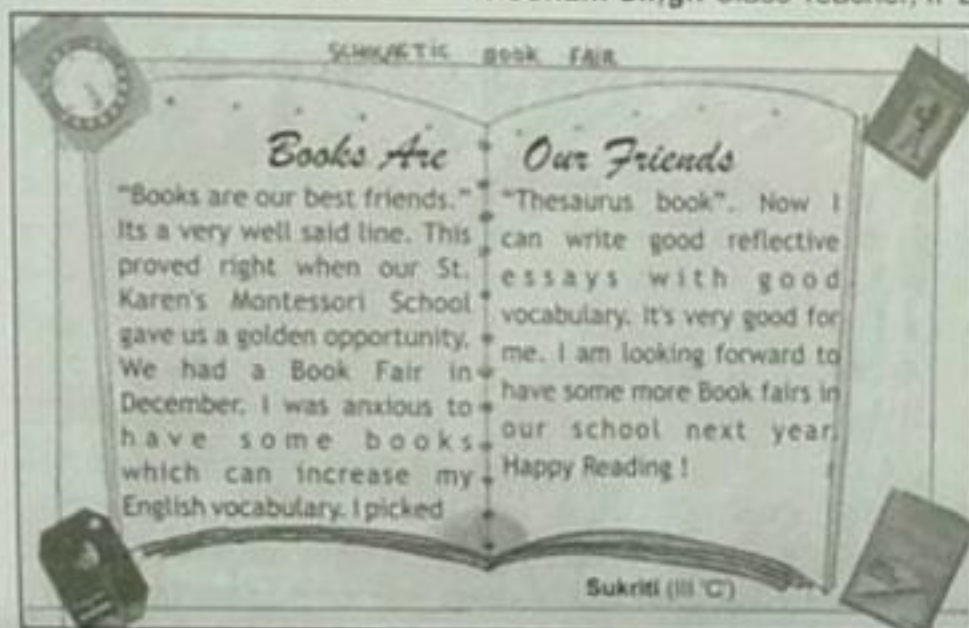 Class Teacher,
SCHOLASTIC BOOK FAIR
Books Are Our Friends
"Books are our best friends."
Its a very well said line. This
proved right when our St.
Karen's Montessori School
gave us a golden opportunity.
We had a Book Fair in
December. I was anxious to
have some books
which can increase my
English vocabulary. I picked
"Thesaurus book". Now I
can write good reflective
essays with good
vocabulary. It's very good for
me. I am looking forward to
have some more Book fairs in
our school next year.
Happy Reading !
Sukriti (III 'C')